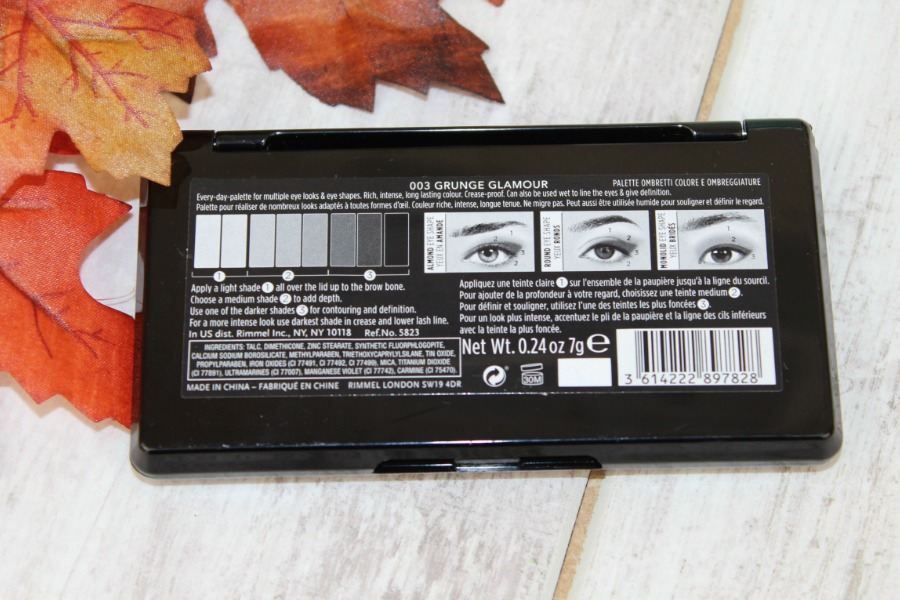 003 GRUNGE GLAMOUR
PALETTE OMBRETTI COLORE E OMBREGGIATURE
Every-day-palette for multiple eye looks & eye shapes. Rich, intense, long lasting colour. Crease-proof. Can also be used wet to line the eyes & give definition.
Palette pour réaliser de nombreux looks adaptés à toutes formes d'œil. Couleur riche, intense, longue tenue. Ne migre pas. Peut aussi être utilisée humide pour souligner et définir le regard.
1 2 3
ALMOND EYE SHAPE
YEUX EN AMANDE
1
2
3
2
ROUND EYE SHAPE
YEUX RONDS
1
2
3
3
MONOLID EYE SHAPE
YEUX BRIDÉS
1
2
3
Apply a light shade 1 all over the lid up to the brow bone.
Choose a medium shade 2 to add depth.
Use one of the darker shades 3 for contouring and definition.
For a more intense look use darkest shade in crease and lower lash line.
In US dist. Rimmel Inc., NY, NY 10118 Ref.No. 5823
Appliquez une teinte claire 1 sur l'ensemble de la paupière jusqu'à la ligne du sourcil.
Pour ajouter de la profondeur à votre regard, choisissez une teinte medium 2.
Pour définir et souligner, utilisez l'une des teintes les plus foncées 3.
Pour un look plus intense, accentuez le pli de la paupière et la ligne des cils inférieurs
avec la teinte la plus foncée.
INGREDIENTS: TALC, DIMETHICONE, ZINC STEARATE, SYNTHETIC FLUORPHLOGOPITE,
CALCIUM SODIUM BOROSILICATE, METHYLPARABEN, TRIETHOXYCAPRYLYLSILANE, TIN OXIDE,
PROPYLPARABEN, IRON OXIDES (CI 77491, CI 77492, CI 77499), MICA, TITANIUM DIOXIDE
(CI 77891), ULTRAMARINES (CI 77007), MANGANESE VIOLET (CI 77742), CARMINE (CI 75470).
MADE IN CHINA – FABRIQUÉ EN CHINE RIMMEL LONDON SW19 4DR
Net Wt. 0.24 oz 7g e
30M
3 614222 897828